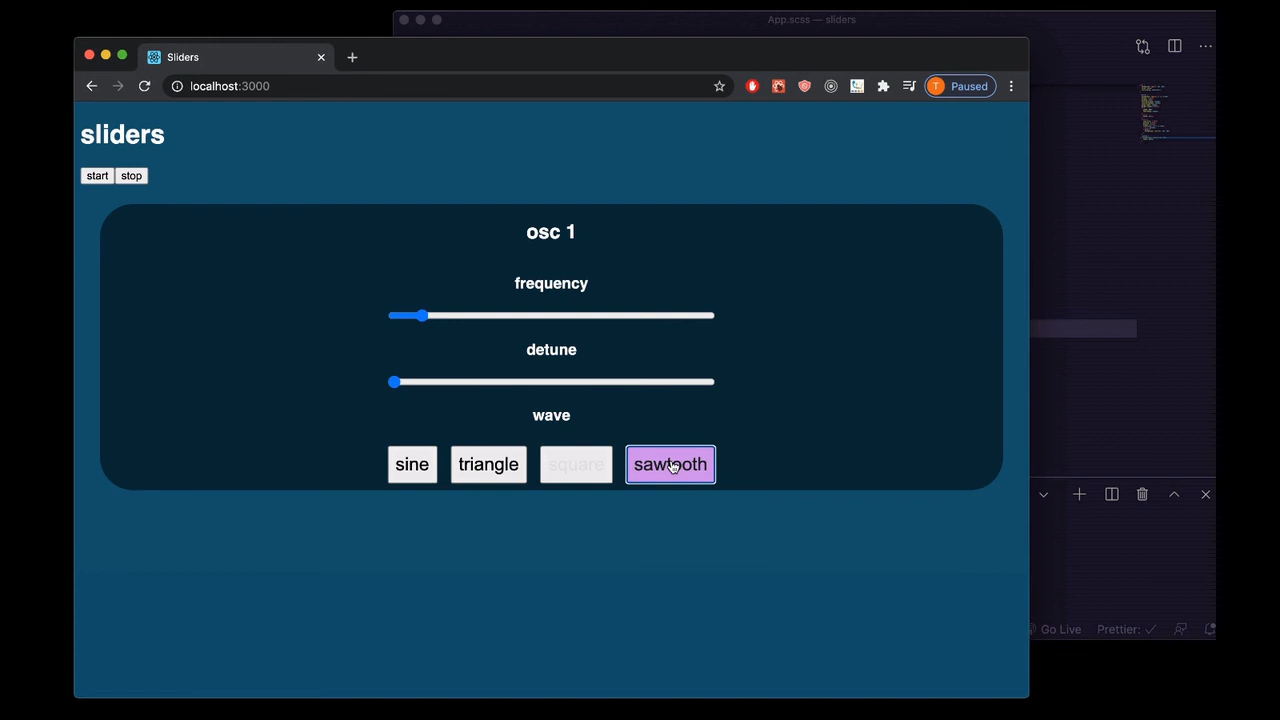 App.scss — sliders
Sliders
localhost:3000
T Paused
sliders
start stop
osc 1
frequency
detune
wave
sine triangle square sawtooth
Go Live Prettier: ✓